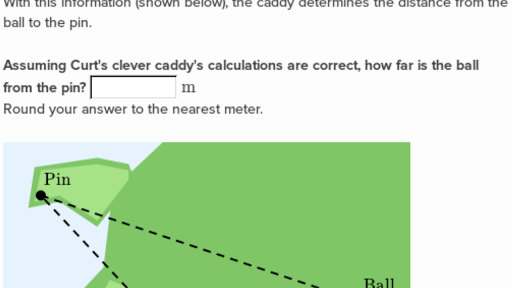 With this information (shown below), the caddy determines the distance from the
ball to the pin.
Assuming Curt's clever caddy's calculations are correct, how far is the ball
from the pin? m
Round your answer to the nearest meter.
Pin
Ball